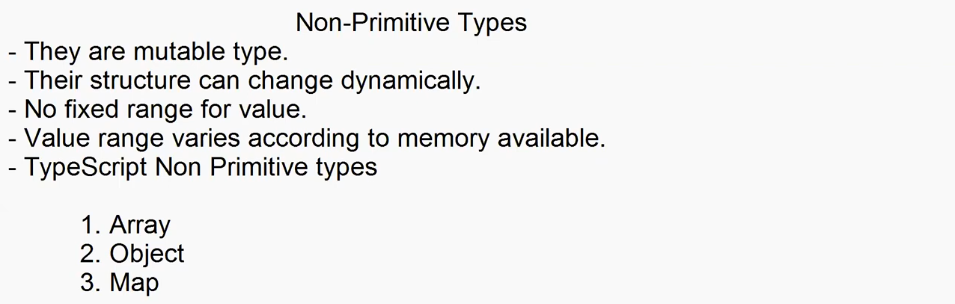 Non-Primitive Types
- They are mutable type.
- Their structure can change dynamically.
- No fixed range for value.
- Value range varies according to memory available.
- TypeScript Non Primitive types
1. Array
2. Object
3. Map